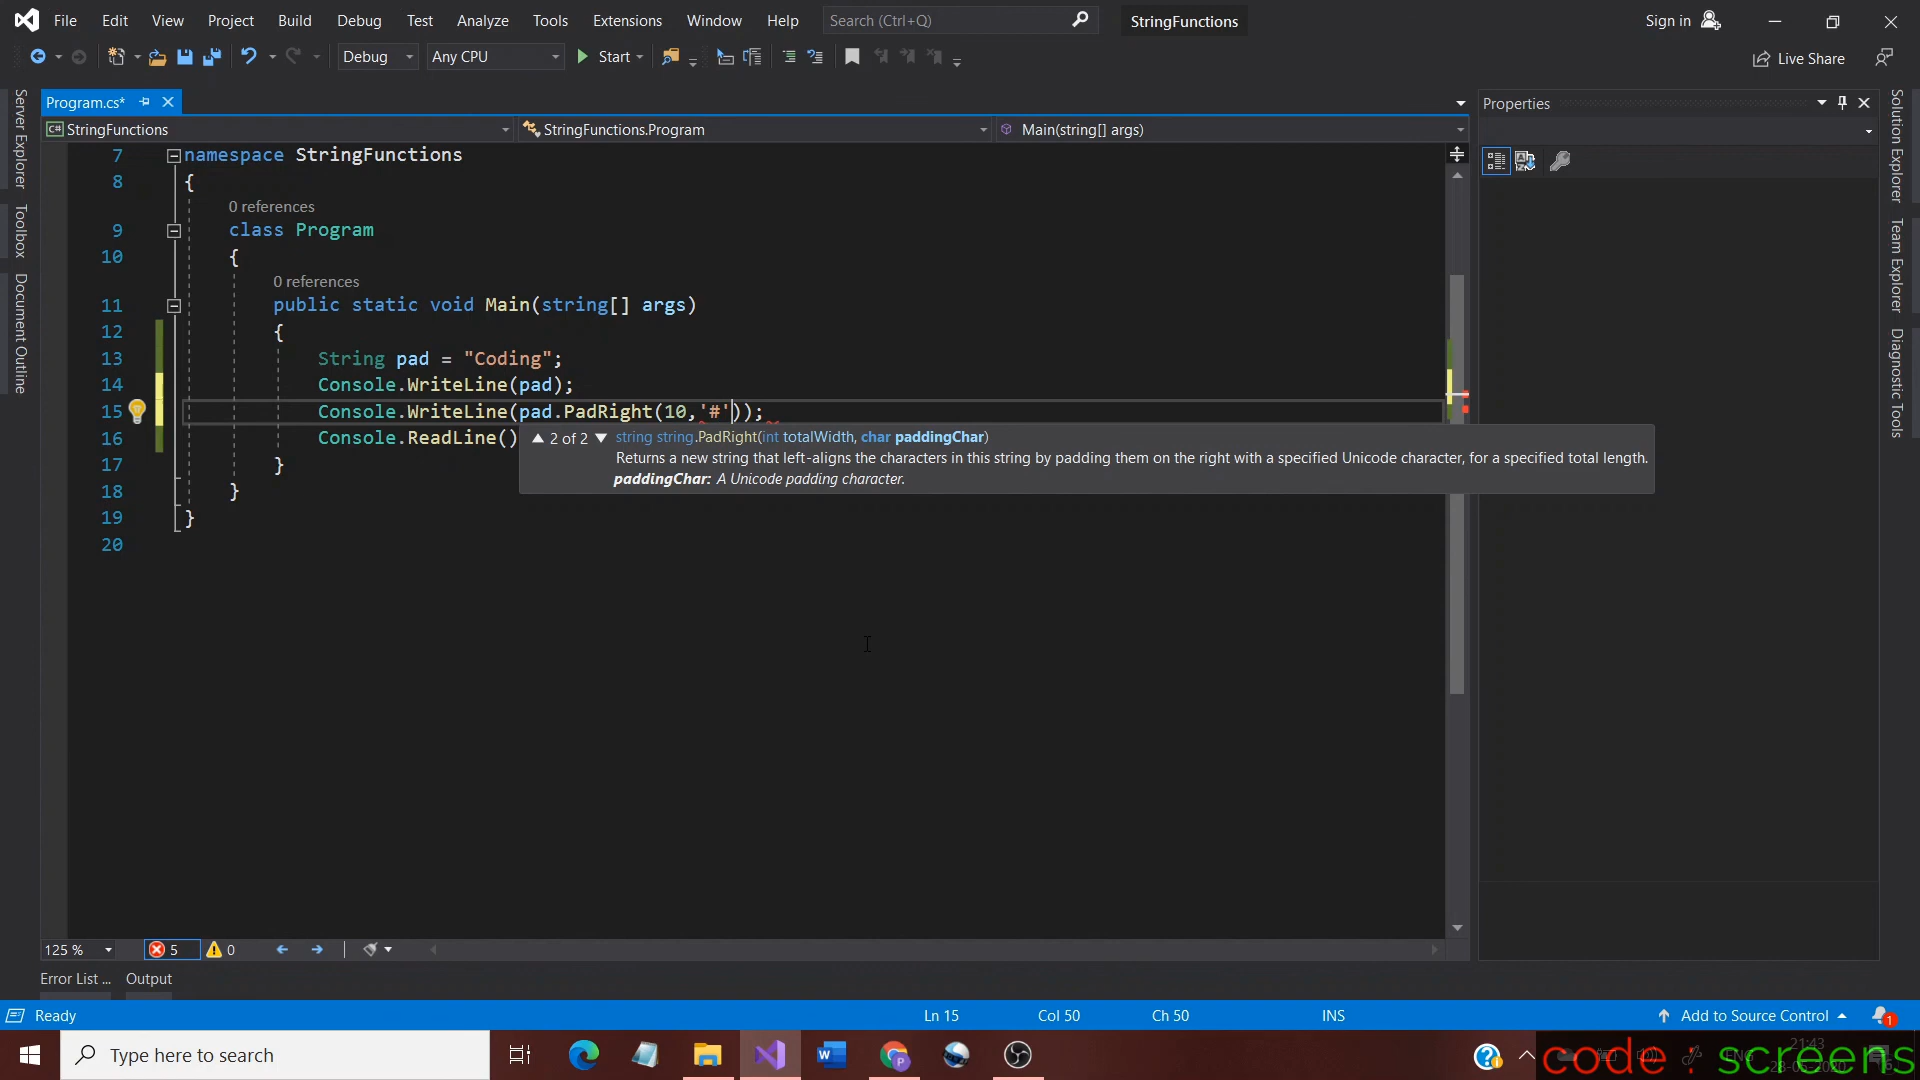 File Edit View Project Build Debug Test Analyze Tools Extensions Window Help Search (Ctrl+Q) StringFunctions Sign in
Debug Any CPU Start Live Share
Program.cs* Properties
StringFunctions StringFunctions.Program Main(string[] args)
Server Explorer
Toolbox
Document Outline
7 namespace StringFunctions
8 {
0 references
9 class Program
10 {
0 references
11 public static void Main(string[] args)
12 {
13 String pad = "Coding";
14 Console.WriteLine(pad);
15 Console.WriteLine(pad.PadRight(10,'#'));
16 Console.ReadLine()
17 }
18 }
19 }
20
2 of 2 string string.PadRight(int totalWidth, char paddingChar)
Returns a new string that left-aligns the characters in this string by padding them on the right with a specified Unicode character, for a specified total length.
paddingChar: A Unicode padding character.
Solution Explorer
Team Explorer
Diagnostic Tools
125 % 5 0
Error List ... Output
Ready Ln 15 Col 50 Ch 50 INS Add to Source Control 1
Type here to search
code : screens
21:43
ENG